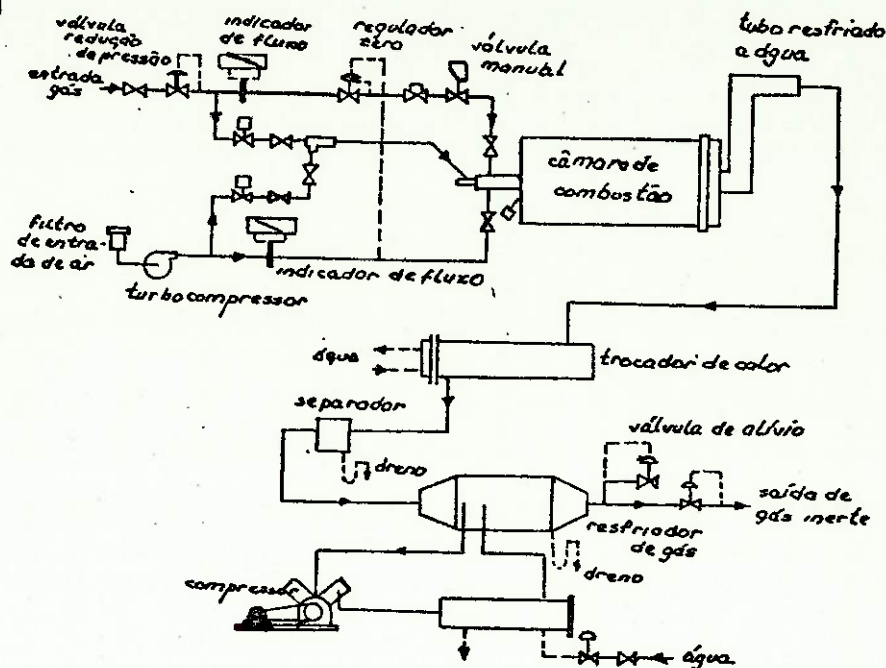 válvula
redução
de pressão
indicador
de fluxo
regulador
zero
válvula
manual
tubo resfriado
a água
entrada
gás
câmara de
combustão
filtro
de entra-
da de air
turbocompressor
indicador de fluxo
água
trocador de calor
separador
dreno
válvula de alívio
saída de
gás inerte
resfriador
de gás
dreno
compressor
água